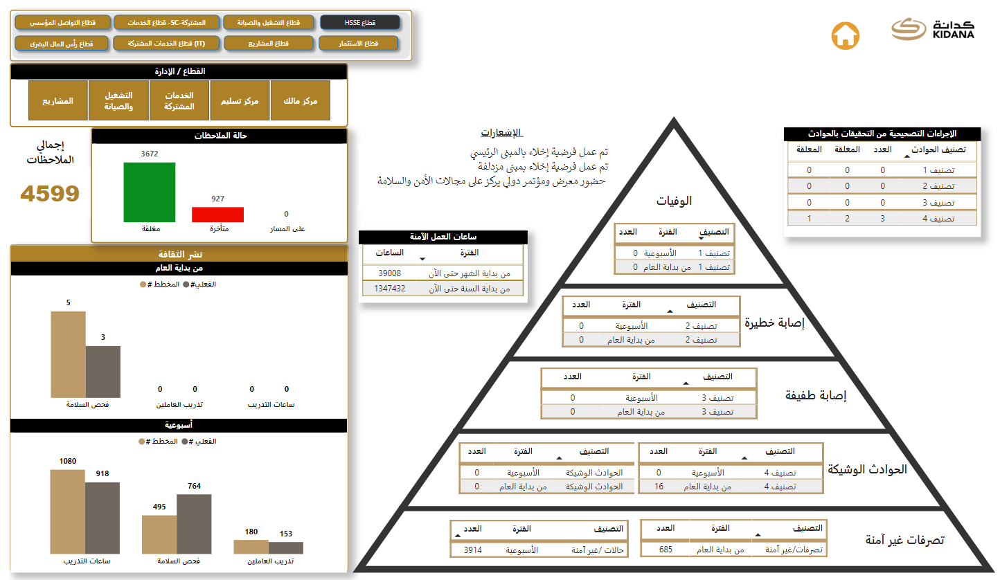 كدانة
KIDANA
قطاع HSSE
قطاع التشغيل والصيانة
المشتركة-SC- قطاع الخدمات
قطاع التواصل المؤسسي
قطاع الاستثمار
قطاع المشاريع
(IT) قطاع الخدمات المشتركة
قطاع رأس المال البشري
القطاع / الإدارة
مركز مالك
مركز تسليم
الخدمات
المشتركة
التشغيل
والصيانة
المشاريع
حالة الملاحظات
3672
927
0
مغلقة
متأخرة
على المسار
إجمالي
الملاحظات
4599
الإشعارات
تم عمل فرضية إخلاء بالمبنى الرئيسي
تم عمل فرضية إخلاء بمبنى مزدلفة
حضور معرض ومؤتمر دولي يركز على مجالات الأمن والسلامة
الإجراءات التصحيحية من التحقيقات بالحوادث
تصنيف الحوادث العدد المغلقة المعلقة
تصنيف 1 0 0 0
تصنيف 2 0 0 0
تصنيف 3 0 0 0
تصنيف 4 3 2 1
ساعات العمل الآمنة
الفترة الساعات
من بداية الشهر حتى الآن 39008
من بداية السنة حتى الآن 1347432
نشر الثقافة
من بداية العام
الفعلي# المخطط #
5
3
0
0
0
0
فحص السلامة
تدريب العاملين
ساعات التدريب
أسبوعية
الفعلي # المخطط #
1080
918
495
764
180
153
ساعات التدريب
فحص السلامة
تدريب العاملين
الوفيات
التصنيف الفترة العدد
تصنيف 1 الأسبوعية 0
تصنيف 1 من بداية العام 0
إصابة خطيرة
التصنيف الفترة العدد
تصنيف 2 الأسبوعية 0
تصنيف 2 من بداية العام 0
إصابة طفيفة
التصنيف الفترة العدد
تصنيف 3 الأسبوعية 0
تصنيف 3 من بداية العام 0
الحوادث الوشيكة
التصنيف الفترة العدد
تصنيف 4 الأسبوعية 0
تصنيف 4 من بداية العام 16
التصنيف الفترة العدد
الحوادث الوشيكة الأسبوعية 0
الحوادث الوشيكة من بداية العام 0
تصرفات غير آمنة
التصنيف الفترة العدد
تصرفات/غير آمنة من بداية العام 685
التصنيف الفترة العدد
حالات /غير آمنة الأسبوعية 3914